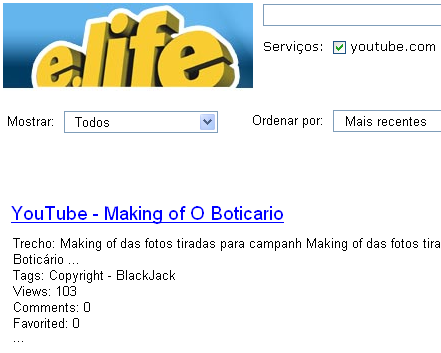 e.life
Serviços: youtube.com
Mostrar: Todos Ordenar por: Mais recentes
YouTube - Making of O Boticario
Trecho: Making of das fotos tiradas para campanh Making of das fotos tira
Boticário ...
Tags: Copyright - BlackJack
Views: 103
Comments: 0
Favorited: 0
...